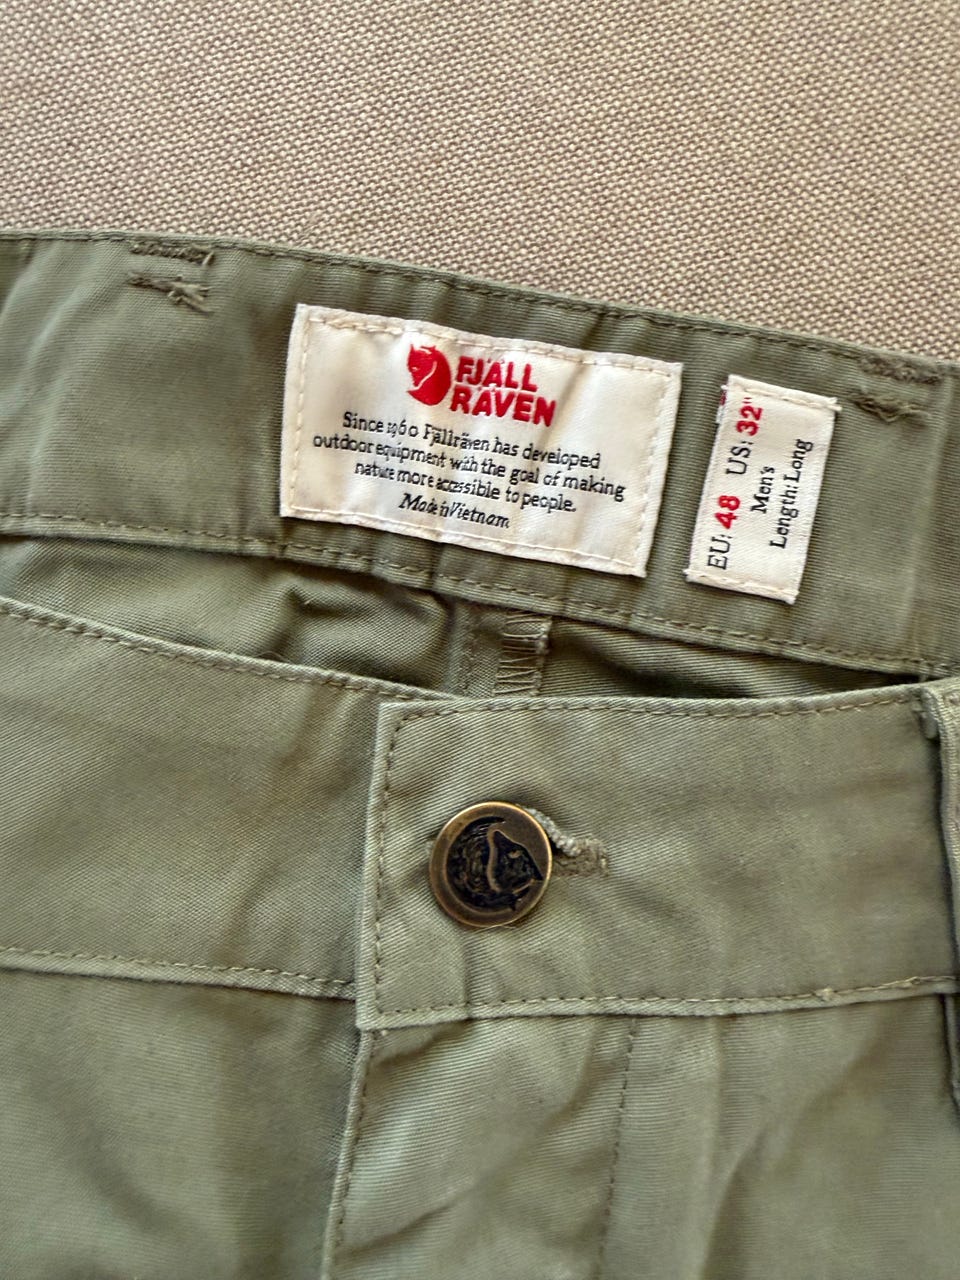 FJÄLL
RÄVEN
Since 1960 Fjällräven has developed
outdoor equipment with the goal of making
nature more accessible to people.
Made in Vietnam
EU: 48 US: 32"
Men's
Length: Long